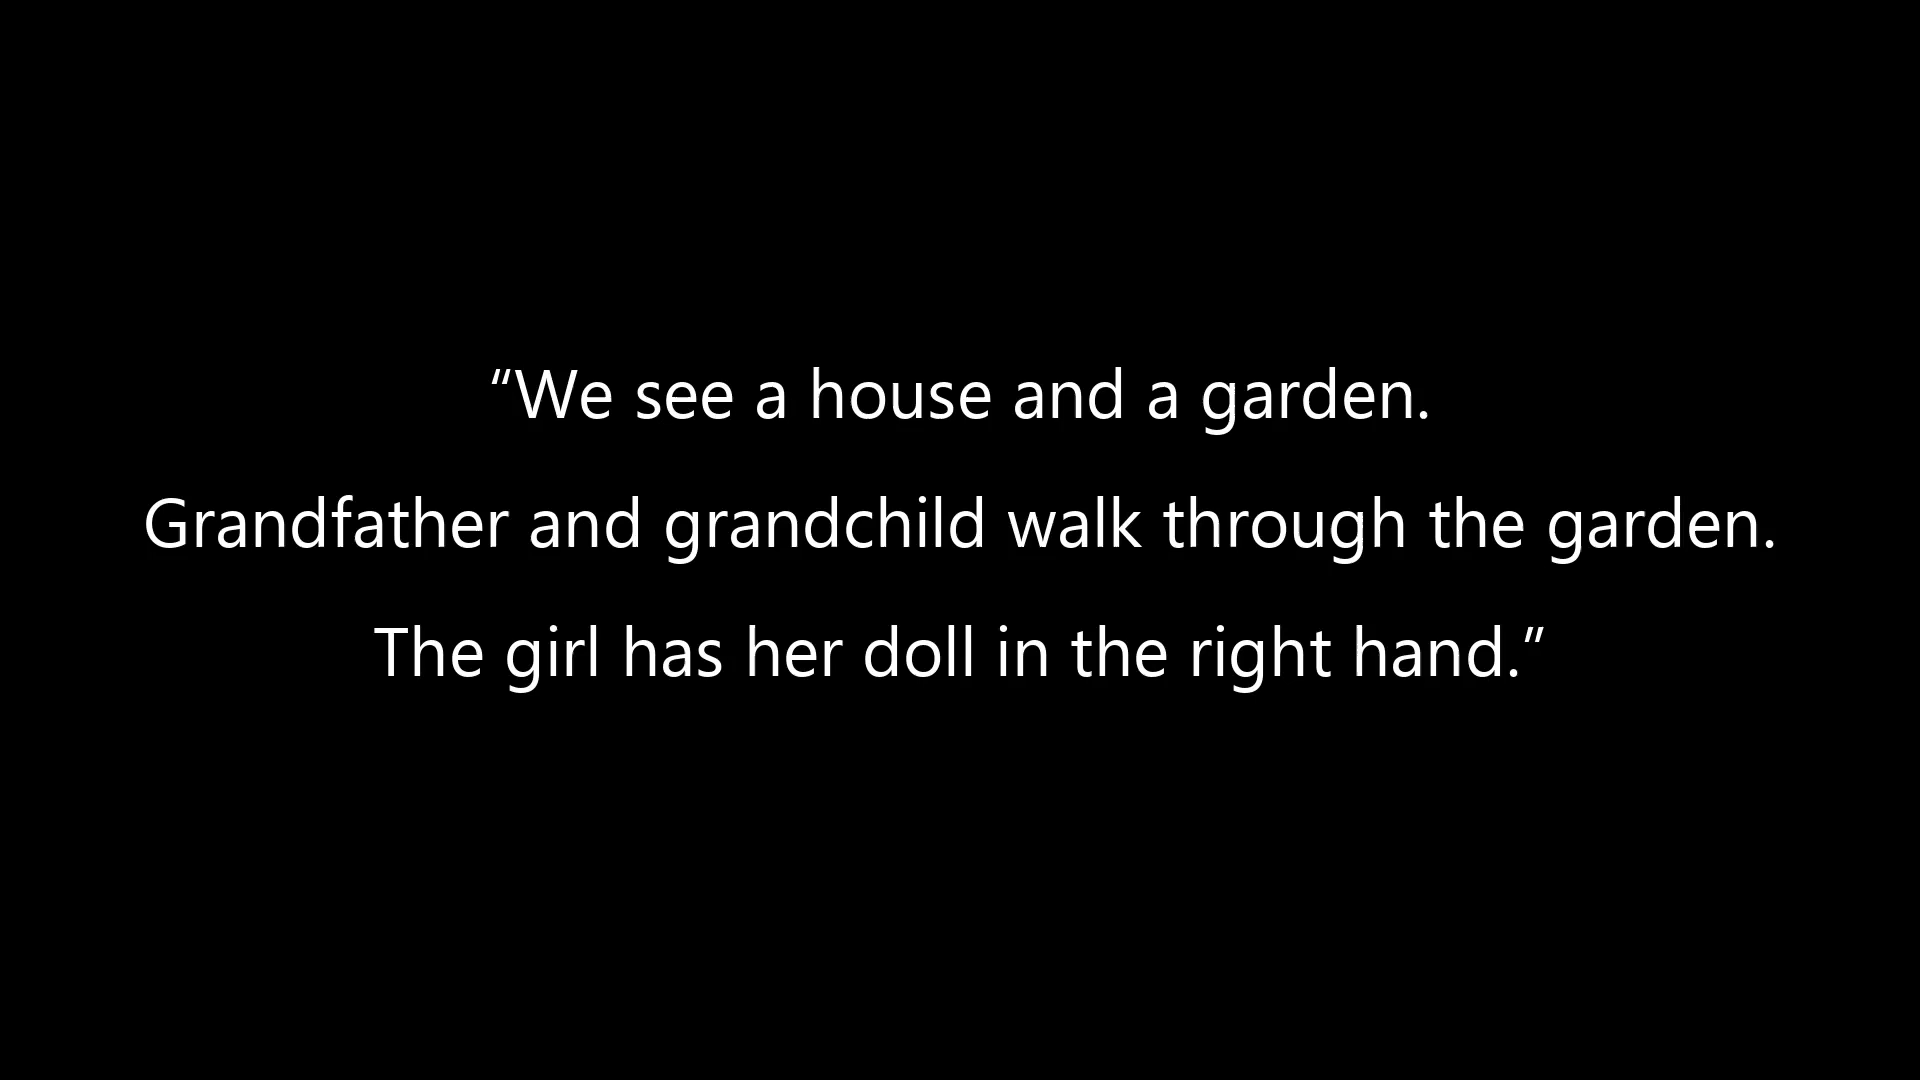 “We see a house and a garden.
Grandfather and grandchild walk through the garden.
The girl has her doll in the right hand.”